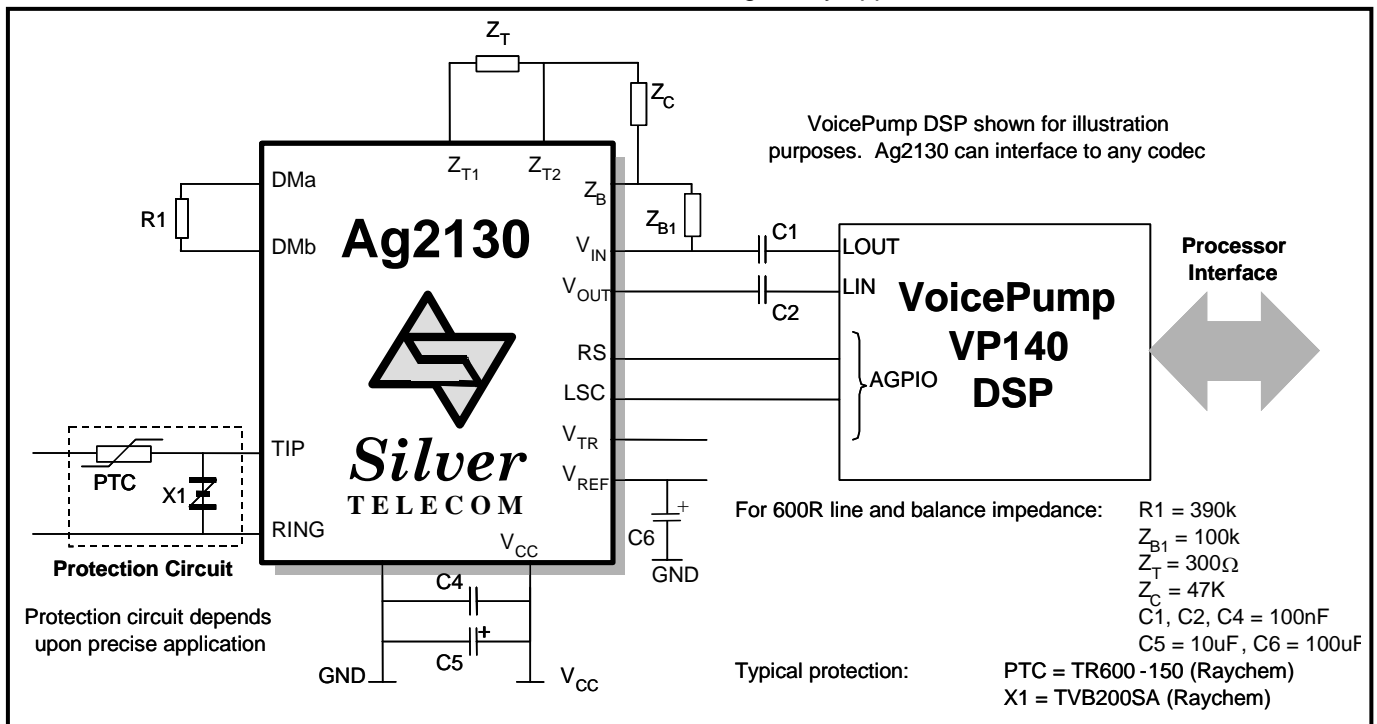 Z_T
Z_C
VoicePump DSP shown for illustration
purposes. Ag2130 can interface to any codec
Z_T1
Z_T2
DMa
Z_B
R1
Z_B1
Ag2130
DMb
V_IN
C1
LOUT
Processor
Interface
V_OUT
C2
LIN
VoicePump
VP140
DSP
RS
AGPIO
LSC
TIP
V_TR
PTC
X1
Silver
TELECOM
V_REF
+
RING
V_CC
C6
GND
For 600R line and balance impedance:
R1 = 390k
Z_B1 = 100k
Z_T = 300Ω
Z_C = 47K
C1, C2, C4 = 100nF
C5 = 10uF, C6 = 100uF
Protection Circuit
Protection circuit depends
upon precise application
C4
+
C5
GND
V_CC
Typical protection:
PTC = TR600 -150 (Raychem)
X1 = TVB200SA (Raychem)